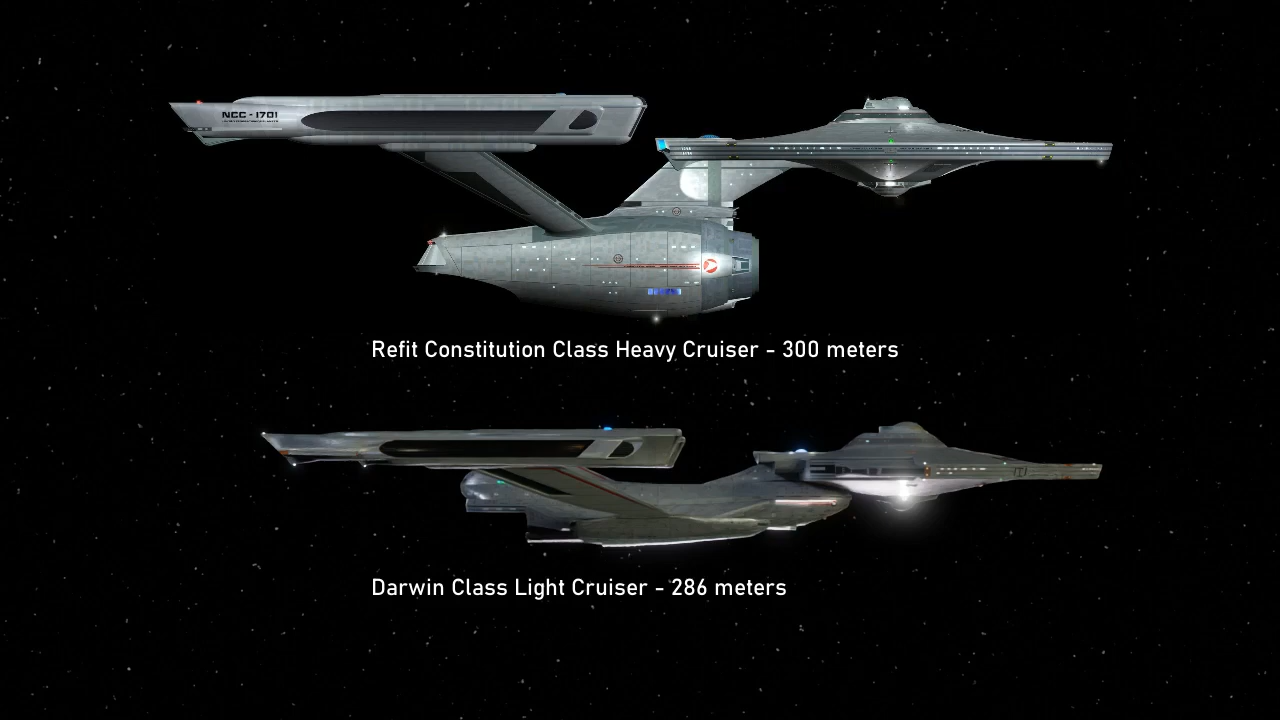 NCC - 1701
Refit Constitution Class Heavy Cruiser - 300 meters
Darwin Class Light Cruiser - 286 meters